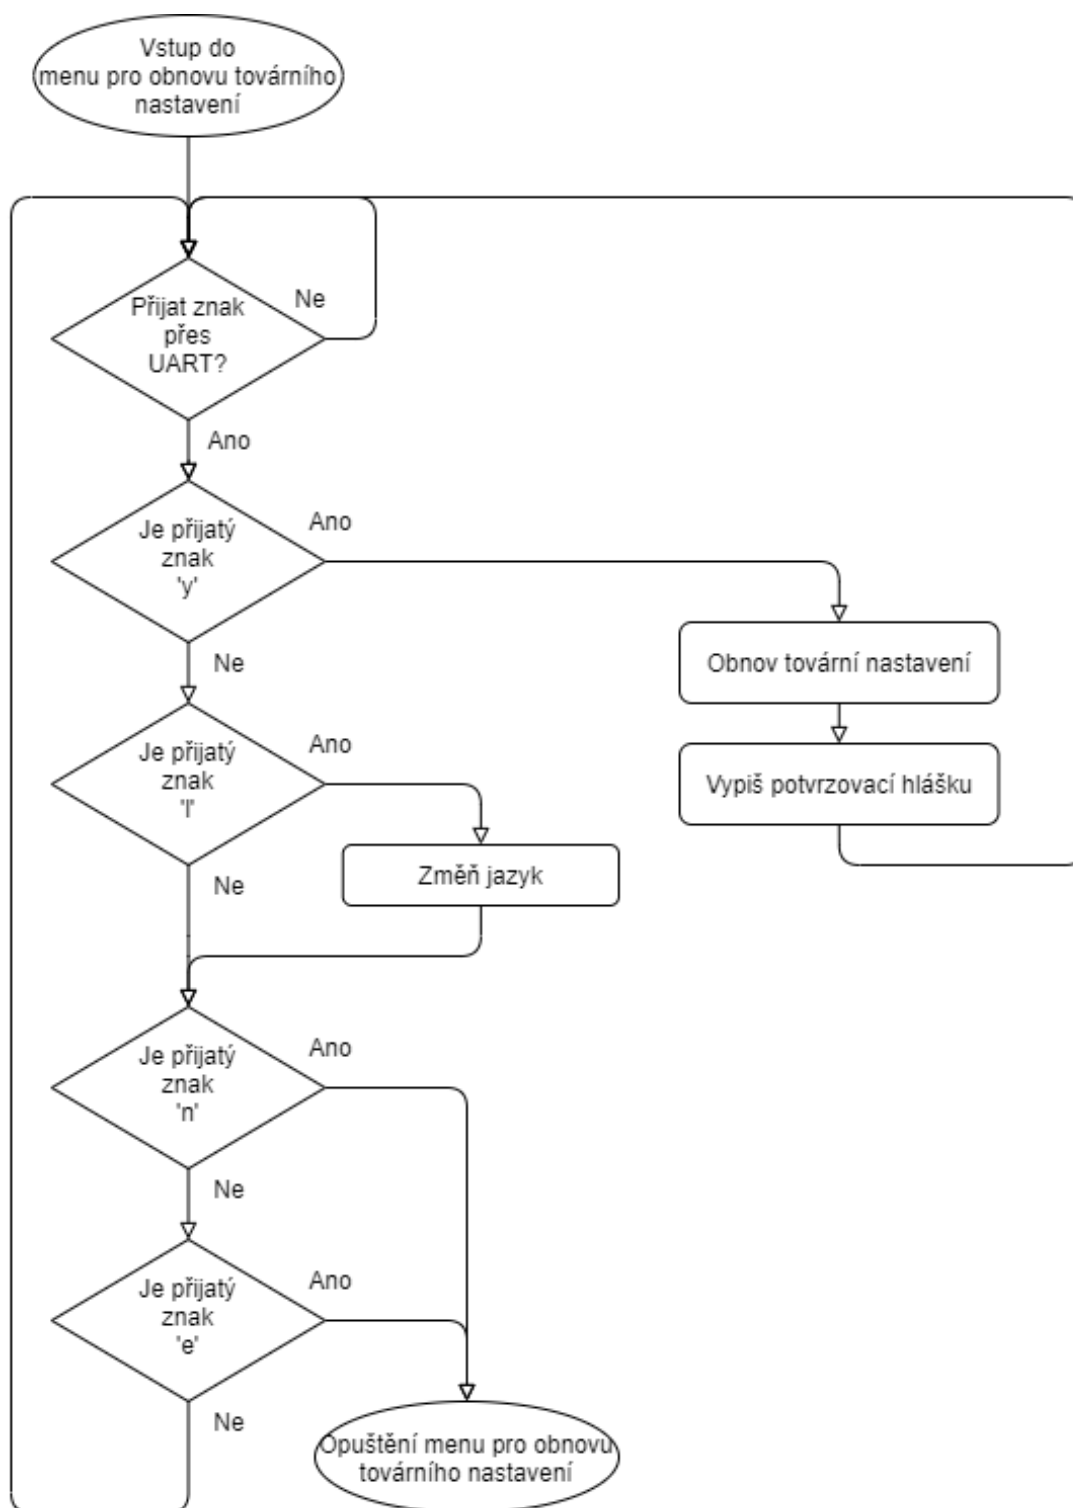 Vstup do
menu pro obnovu továrního
nastavení
Přijat znak
přes
UART?
Ne
Ano
Je přijatý
znak
'y'
Ano
Ne
Obnov tovární nastavení
Vypiš potvrzovací hlášku
Je přijatý
znak
'l'
Ano
Ne
Změň jazyk
Je přijatý
znak
'n'
Ano
Ne
Je přijatý
znak
'e'
Ano
Ne
Opuštění menu pro obnovu
továrního nastavení